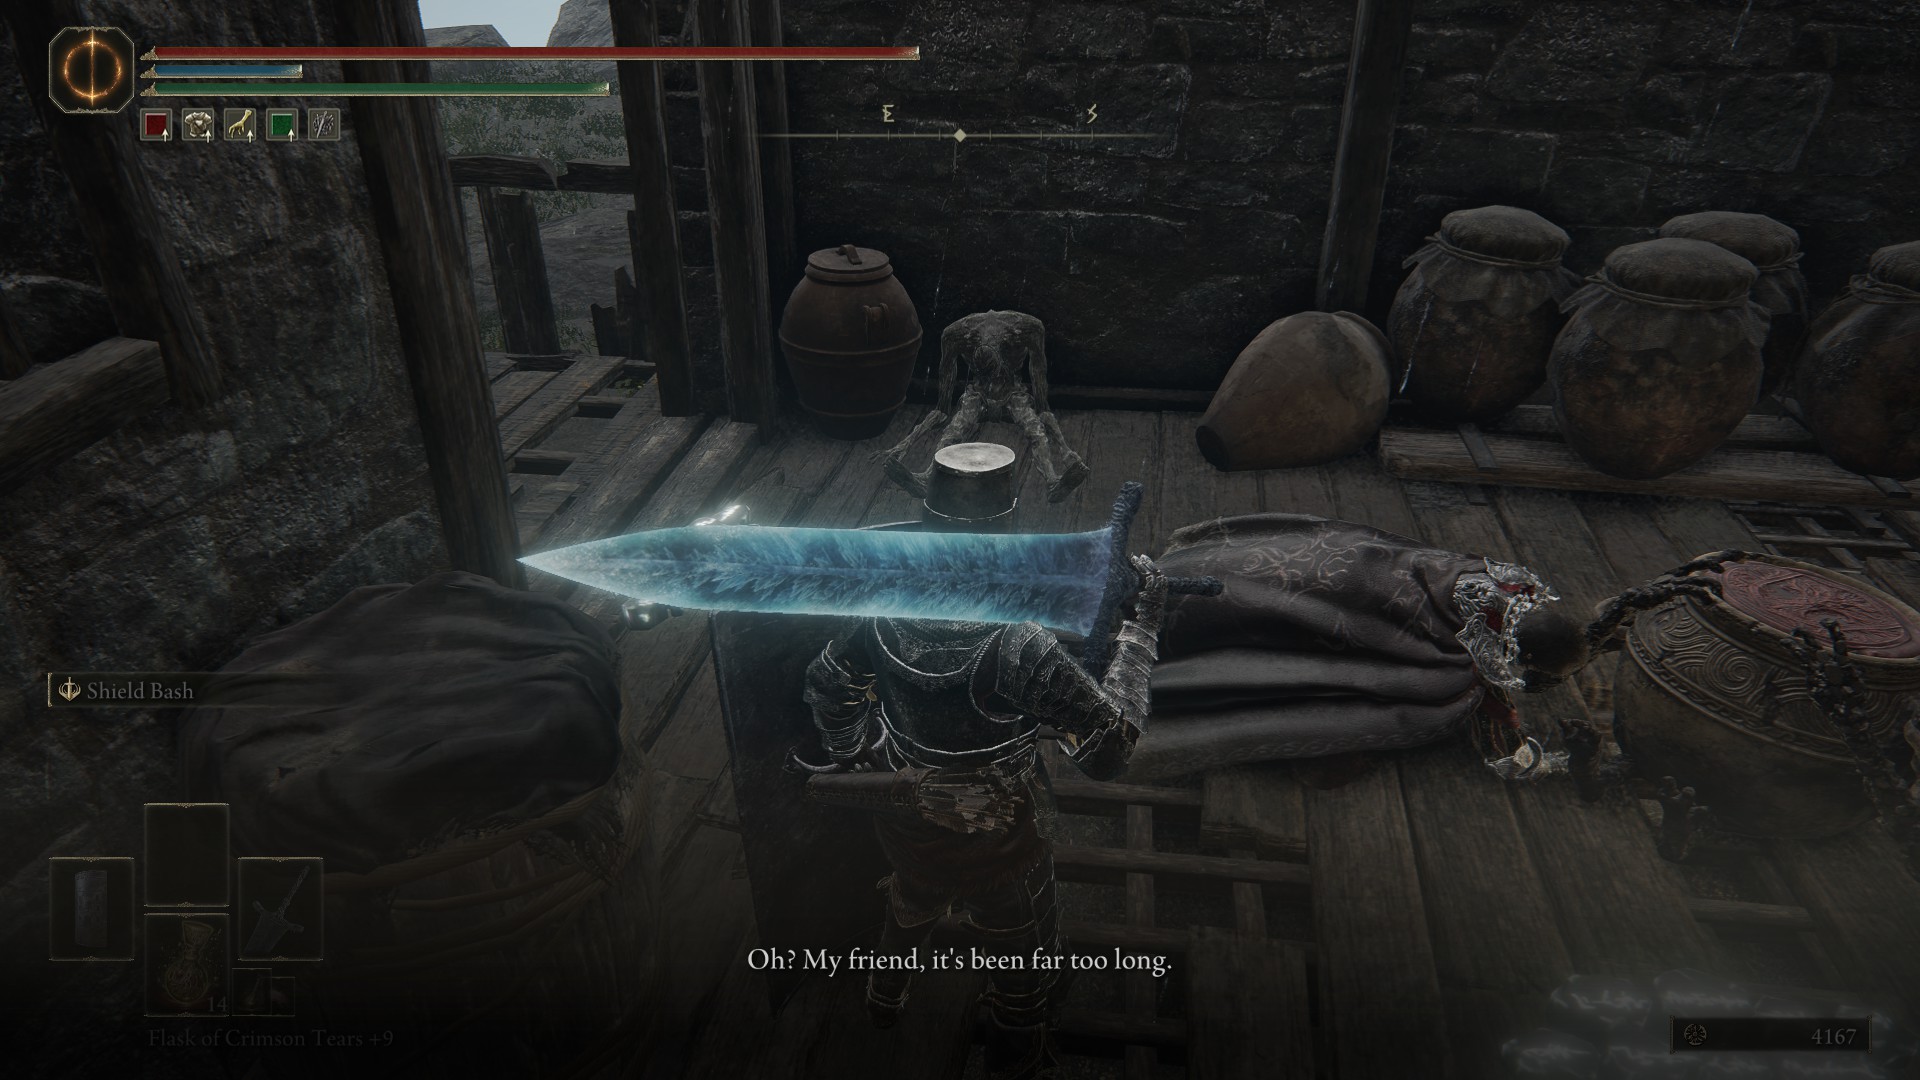 E S
Shield Bash
Oh? My friend, it's been far too long.
14
Flask of Crimson Tears +9
4167